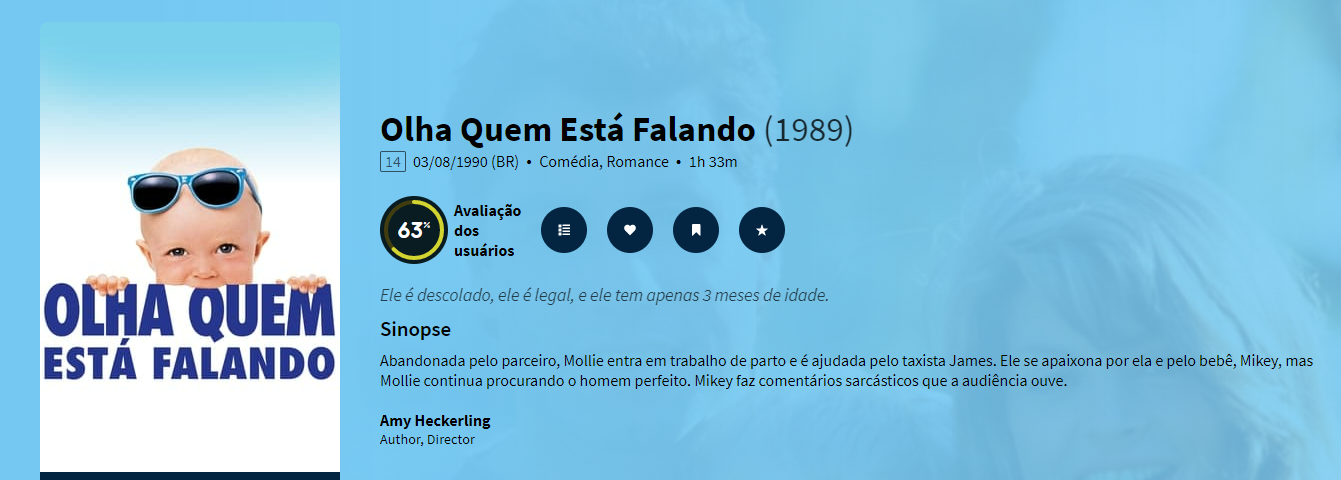 OLHA QUEM
ESTÁ FALANDO
Olha Quem Está Falando (1989)
14 03/08/1990 (BR) • Comédia, Romance • 1h 33m
63%
Avaliação
dos
usuários
Ele é descolado, ele é legal, e ele tem apenas 3 meses de idade.
Sinopse
Abandonada pelo parceiro, Mollie entra em trabalho de parto e é ajudada pelo taxista James. Ele se apaixona por ela e pelo bebê, Mikey, mas
Mollie continua procurando o homem perfeito. Mikey faz comentários sarcásticos que a audiência ouve.
Amy Heckerling
Author, Director